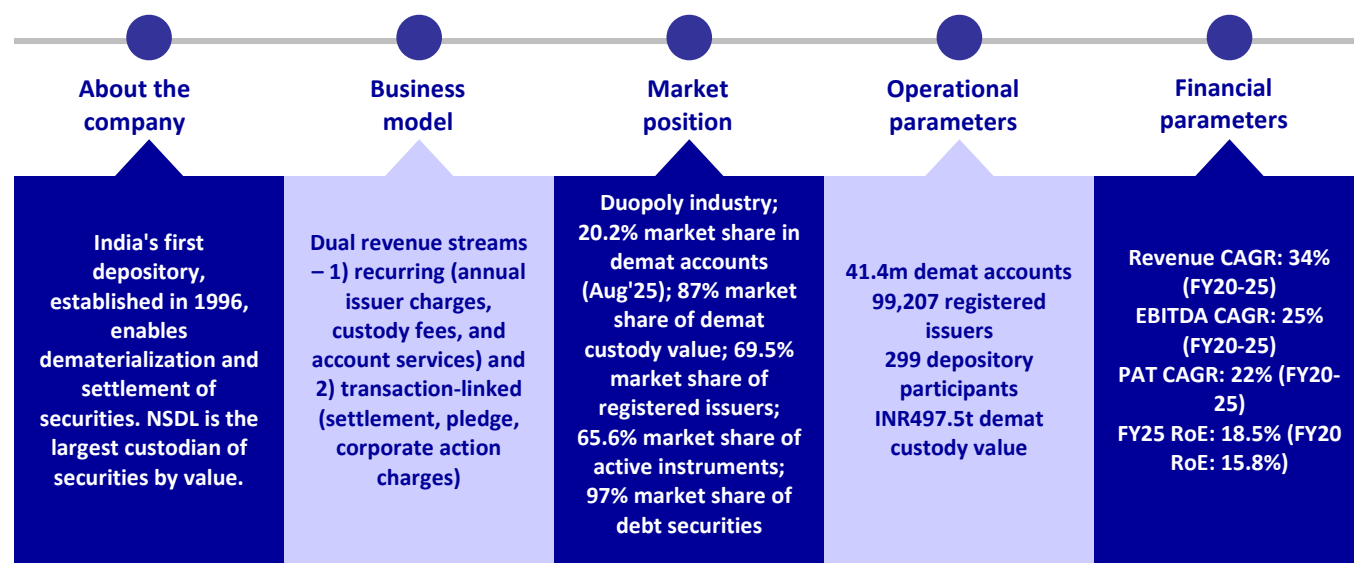 About the
company
Business
model
Market
position
Operational
parameters
Financial
parameters
India's first
depository,
established in 1996,
enables
dematerialization and
settlement of
securities. NSDL is the
largest custodian of
securities by value.
Dual revenue streams
– 1) recurring (annual
issuer charges,
custody fees, and
account services) and
2) transaction-linked
(settlement, pledge,
corporate action
charges)
Duopoly industry;
20.2% market share in
demat accounts
(Aug'25); 87% market
share of demat
custody value; 69.5%
market share of
registered issuers;
65.6% market share of
active instruments;
97% market share of
debt securities
41.4m demat accounts
99,207 registered
issuers
299 depository
participants
INR497.5t demat
custody value
Revenue CAGR: 34%
(FY20-25)
EBITDA CAGR: 25%
(FY20-25)
PAT CAGR: 22% (FY20-
25)
FY25 RoE: 18.5% (FY20
RoE: 15.8%)